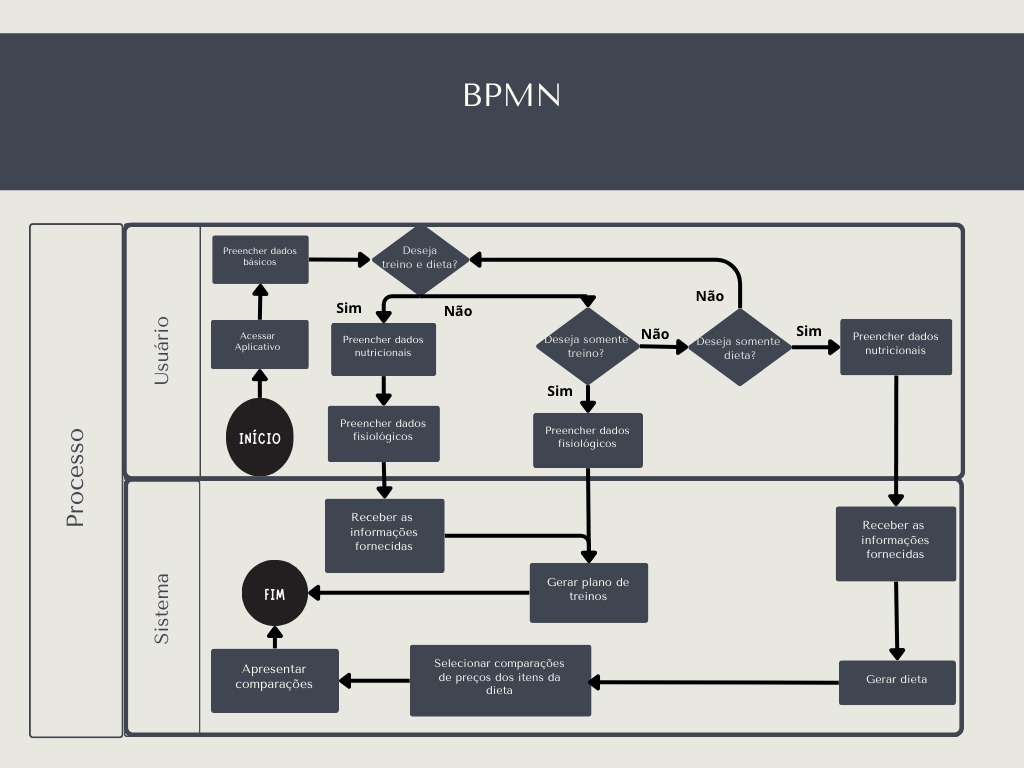 BPMN
Processo
Usuário
Preencher dados
básicos
Deseja
treino e dieta?
Sim
Não
Não
Acessar
Aplicativo
Preencher dados
nutricionais
Deseja somente
treino?
Não
Deseja somente
dieta?
Sim
Preencher dados
nutricionais
INÍCIO
Preencher dados
fisiológicos
Sim
Preencher dados
fisiológicos
Sistema
Receber as
informações
fornecidas
Receber as
informações
fornecidas
FIM
Gerar plano de
treinos
Apresentar
comparações
Selecionar comparações
de preços dos itens da
dieta
Gerar dieta